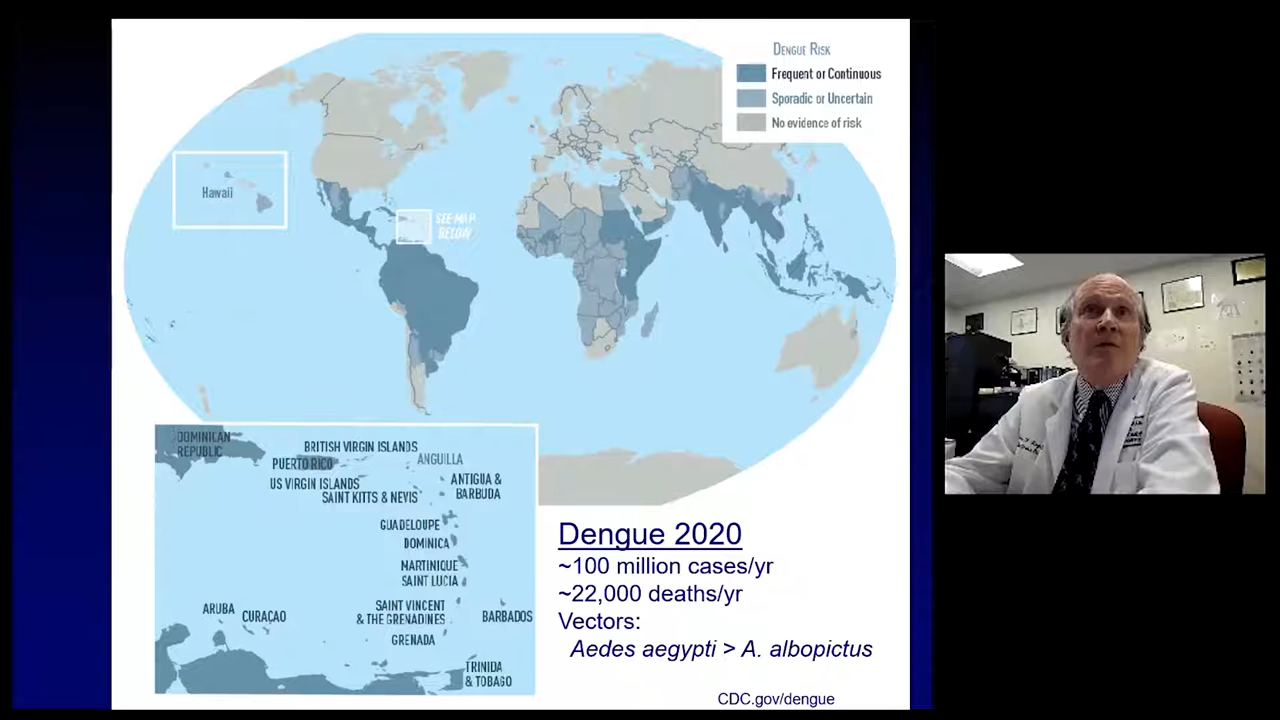 DENGUE RISK
Frequent or Continuous
Sporadic or Uncertain
No evidence of risk
Hawaii
SEE MAP
BELOW
DOMINICAN
REPUBLIC
BRITISH VIRGIN ISLANDS
PUERTO RICO
ANGUILLA
US VIRGIN ISLANDS
SAINT KITTS & NEVIS
ANTIGUA &
BARBUDA
GUADELOUPE
DOMINICA
MARTINIQUE
SAINT LUCIA
ARUBA
CURAÇAO
SAINT VINCENT
& THE GRENADINES
BARBADOS
GRENADA
TRINIDA
& TOBAGO
Dengue 2020
~100 million cases/yr
~22,000 deaths/yr
Vectors:
Aedes aegypti > A. albopictus
CDC.gov/dengue